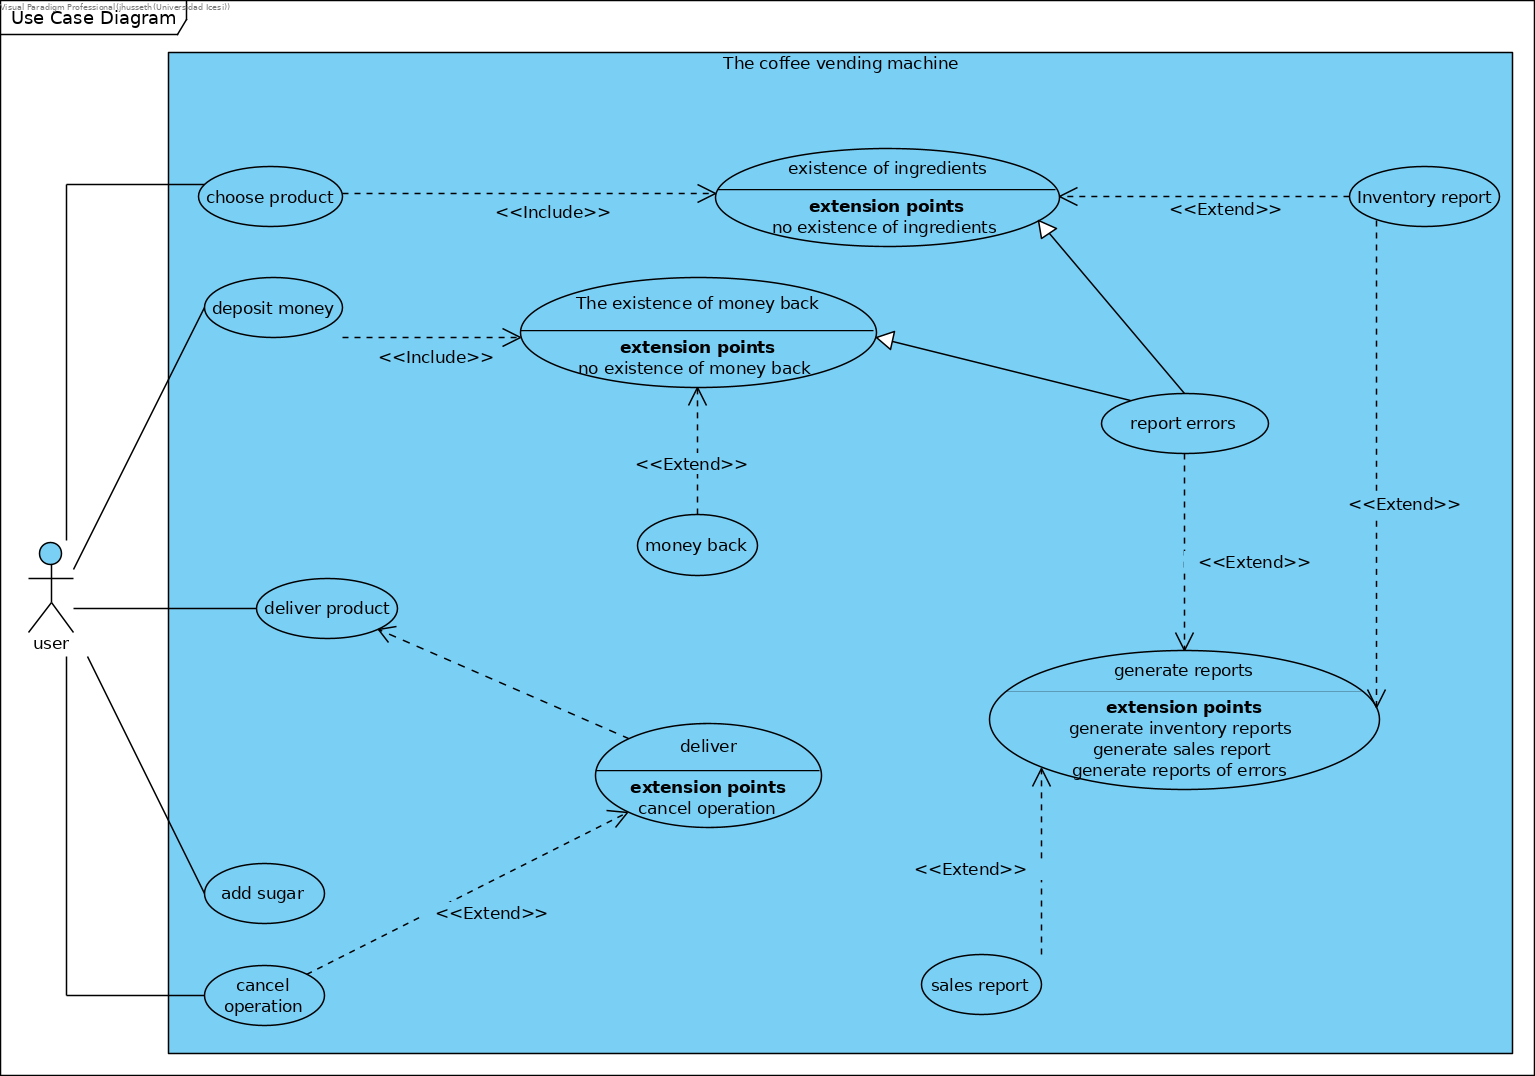 Visual Paradigm Professional(jhusseth(Universidad Icesi))
Use Case Diagram
The coffee vending machine
existence of ingredients
extension points
no existence of ingredients
choose product
<<Include>>
<<Extend>>
Inventory report
deposit money
<<Include>>
The existence of money back
extension points
no existence of money back
report errors
<<Extend>>
money back
<<Extend>>
<<Extend>>
user
deliver product
generate reports
extension points
generate inventory reports
generate sales report
generate reports of errors
deliver
extension points
cancel operation
<<Extend>>
add sugar
<<Extend>>
cancel
operation
sales report